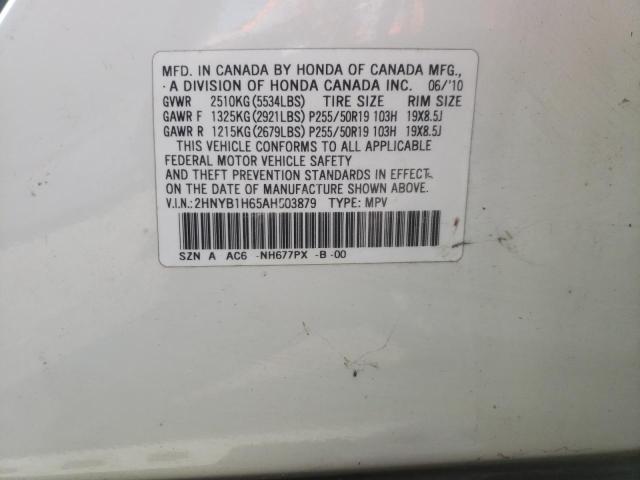 MFD. IN CANADA BY HONDA OF CANADA MFG.,
A DIVISION OF HONDA CANADA INC. 06/'10
GVWR 2510KG (5534LBS) TIRE SIZE RIM SIZE
GAWR F 1325KG (2921LBS) P255/50R19 103H 19X8.5J
GAWR R 1215KG (2679LBS) P255/50R19 103H 19X8.5J
THIS VEHICLE CONFORMS TO ALL APPLICABLE
FEDERAL MOTOR VEHICLE SAFETY
AND THEFT PREVENTION STANDARDS IN EFFECT
ON THE DATE OF MANUFACTURE SHOWN ABOVE.
V.I.N.: 2HNYB1H65AH503879 TYPE: MPV
SZN A AC6 -NH677PX -B -00